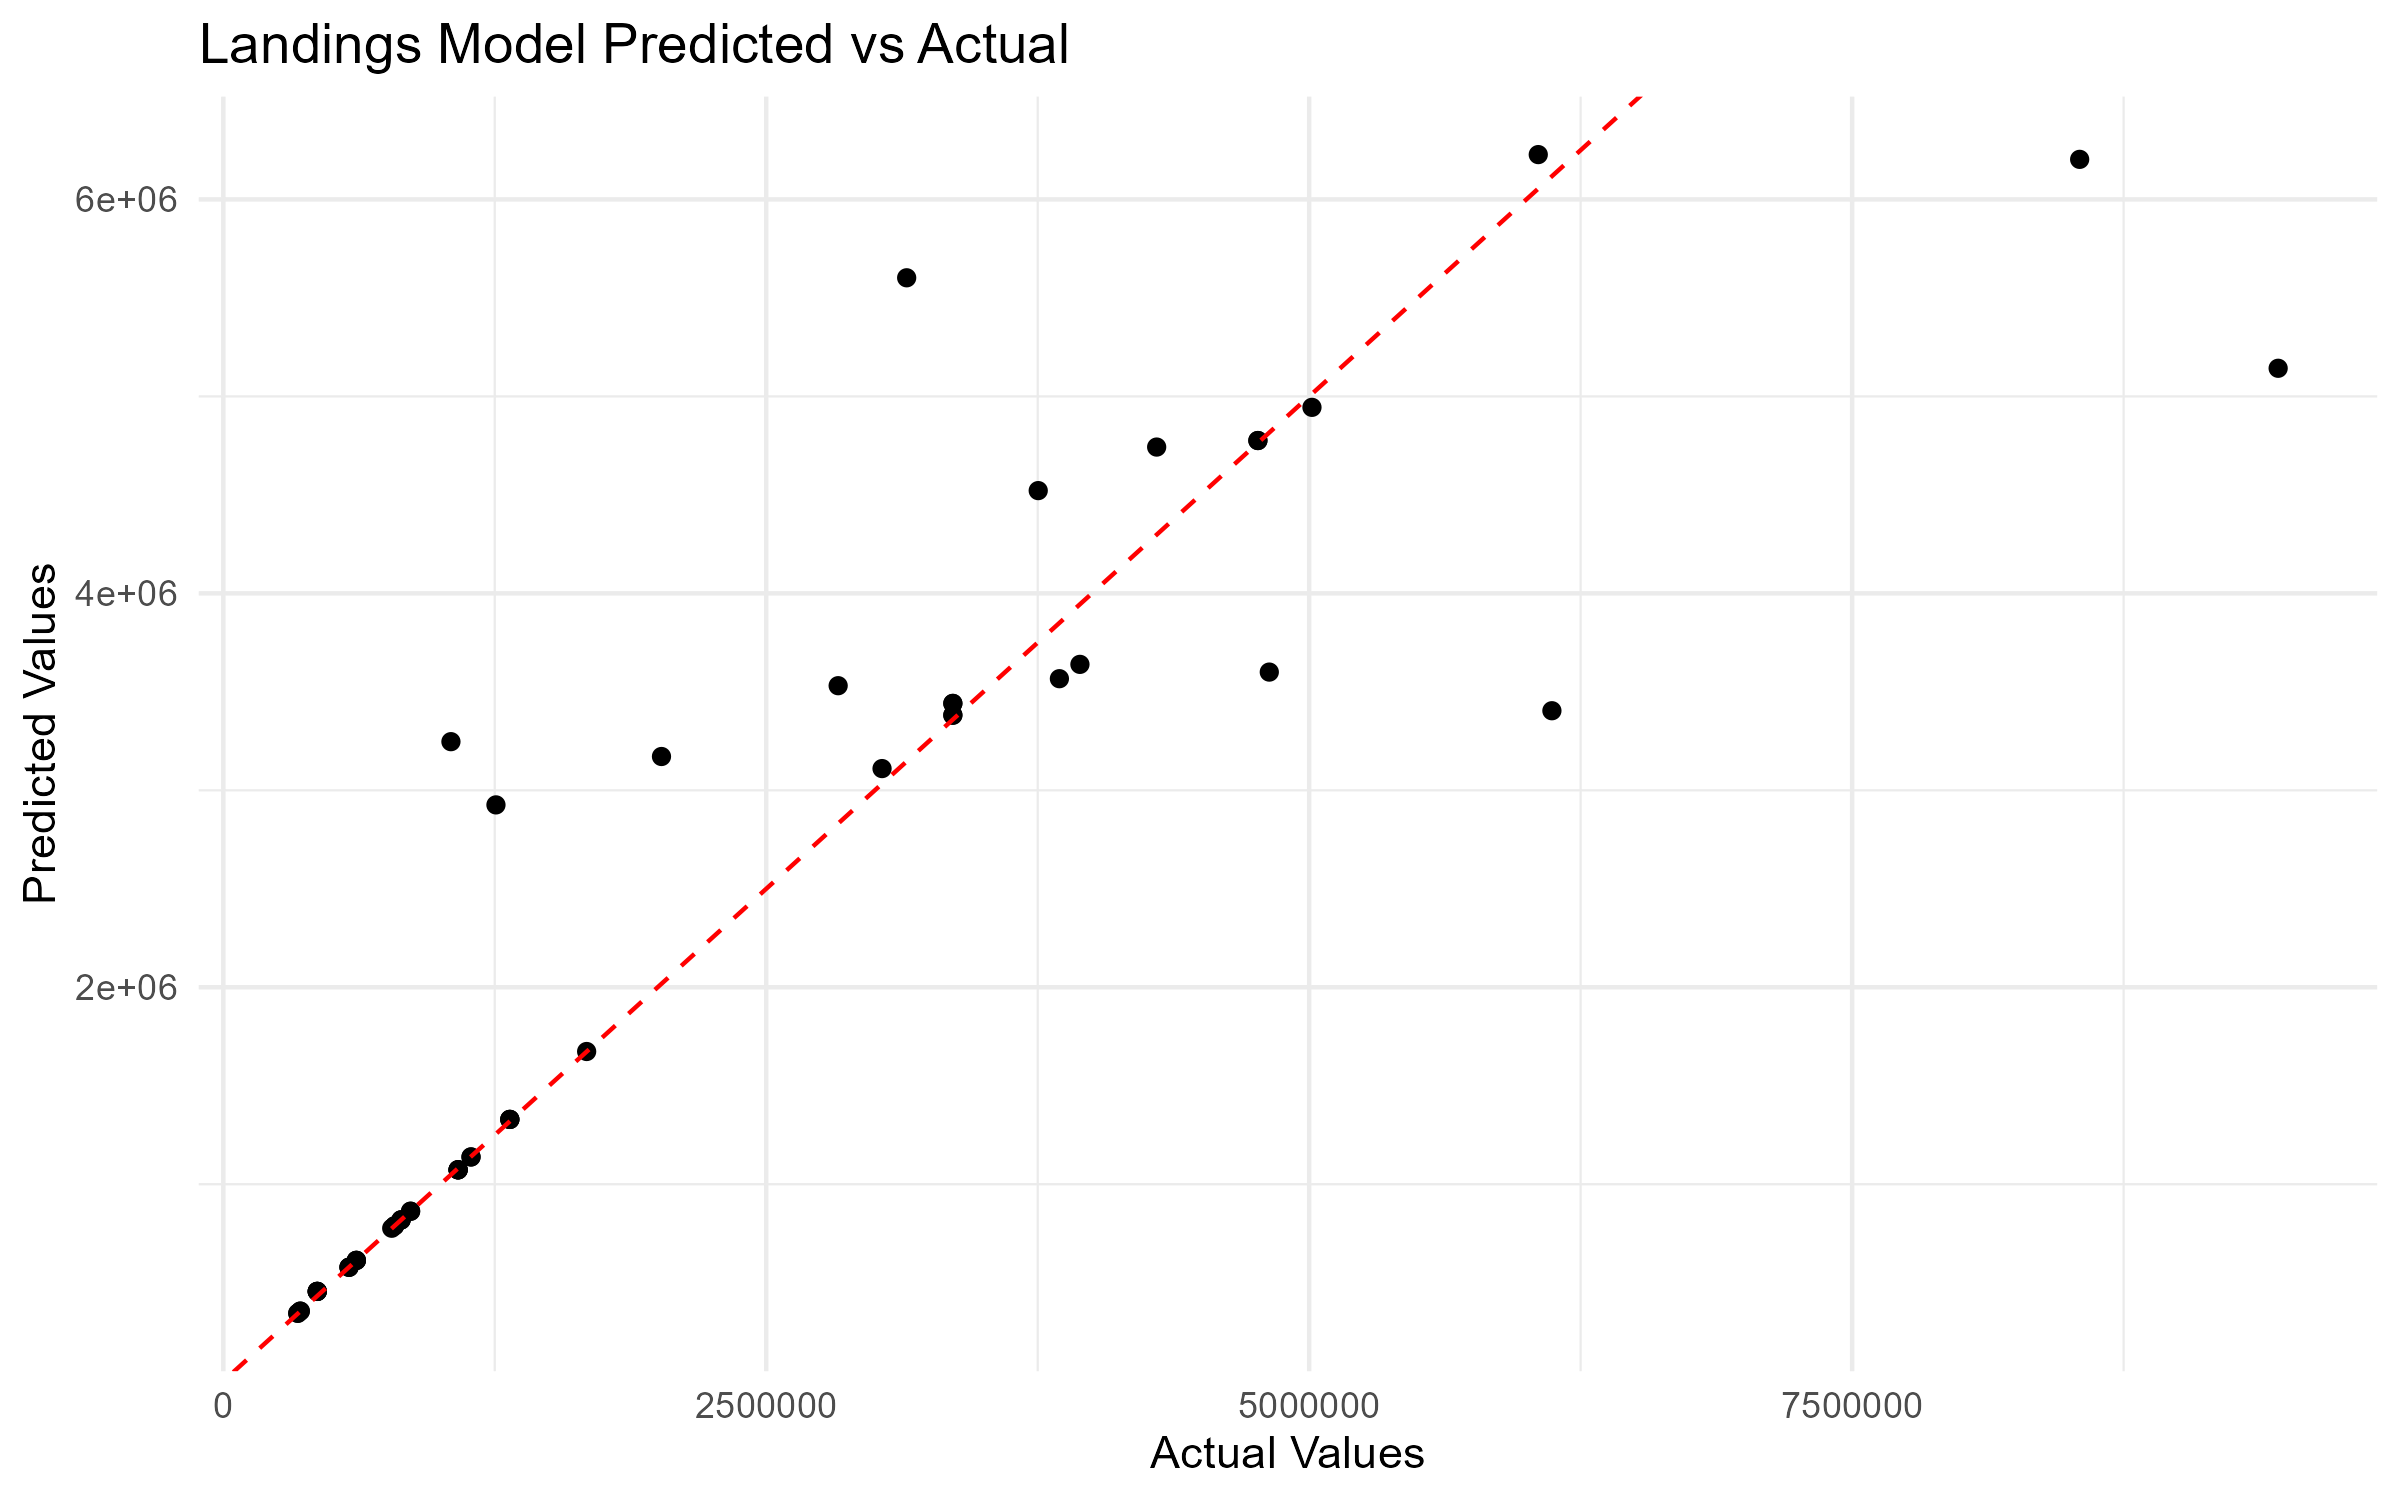 Landings Model Predicted vs Actual
6e+06
4e+06
2e+06
Predicted Values
0
2500000
5000000
7500000
Actual Values